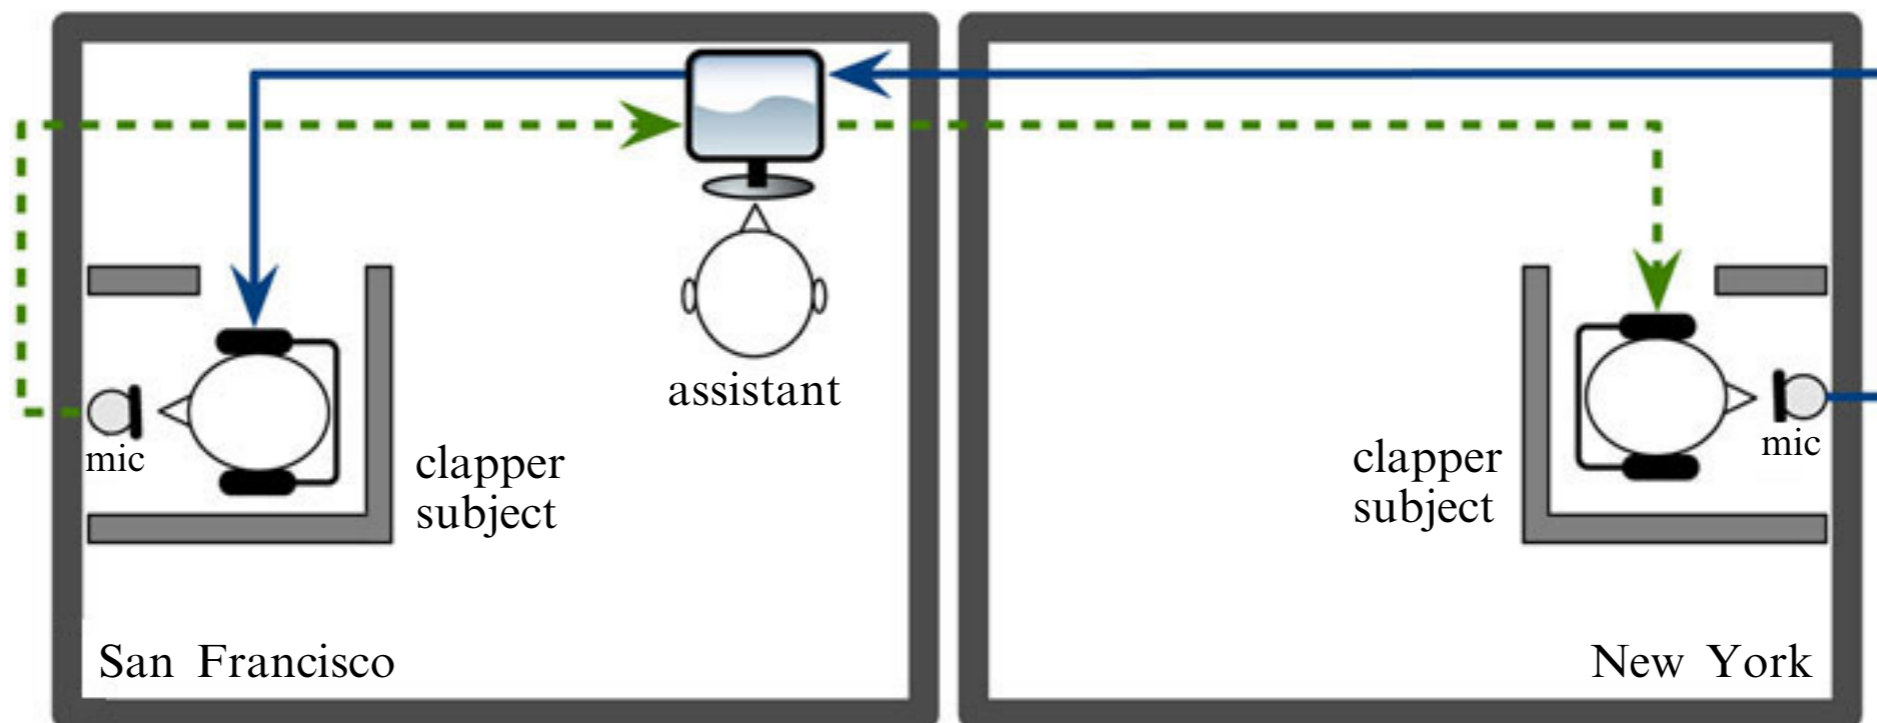 assistant
mic
clapper
subject
clapper
subject
mic
San Francisco
New York